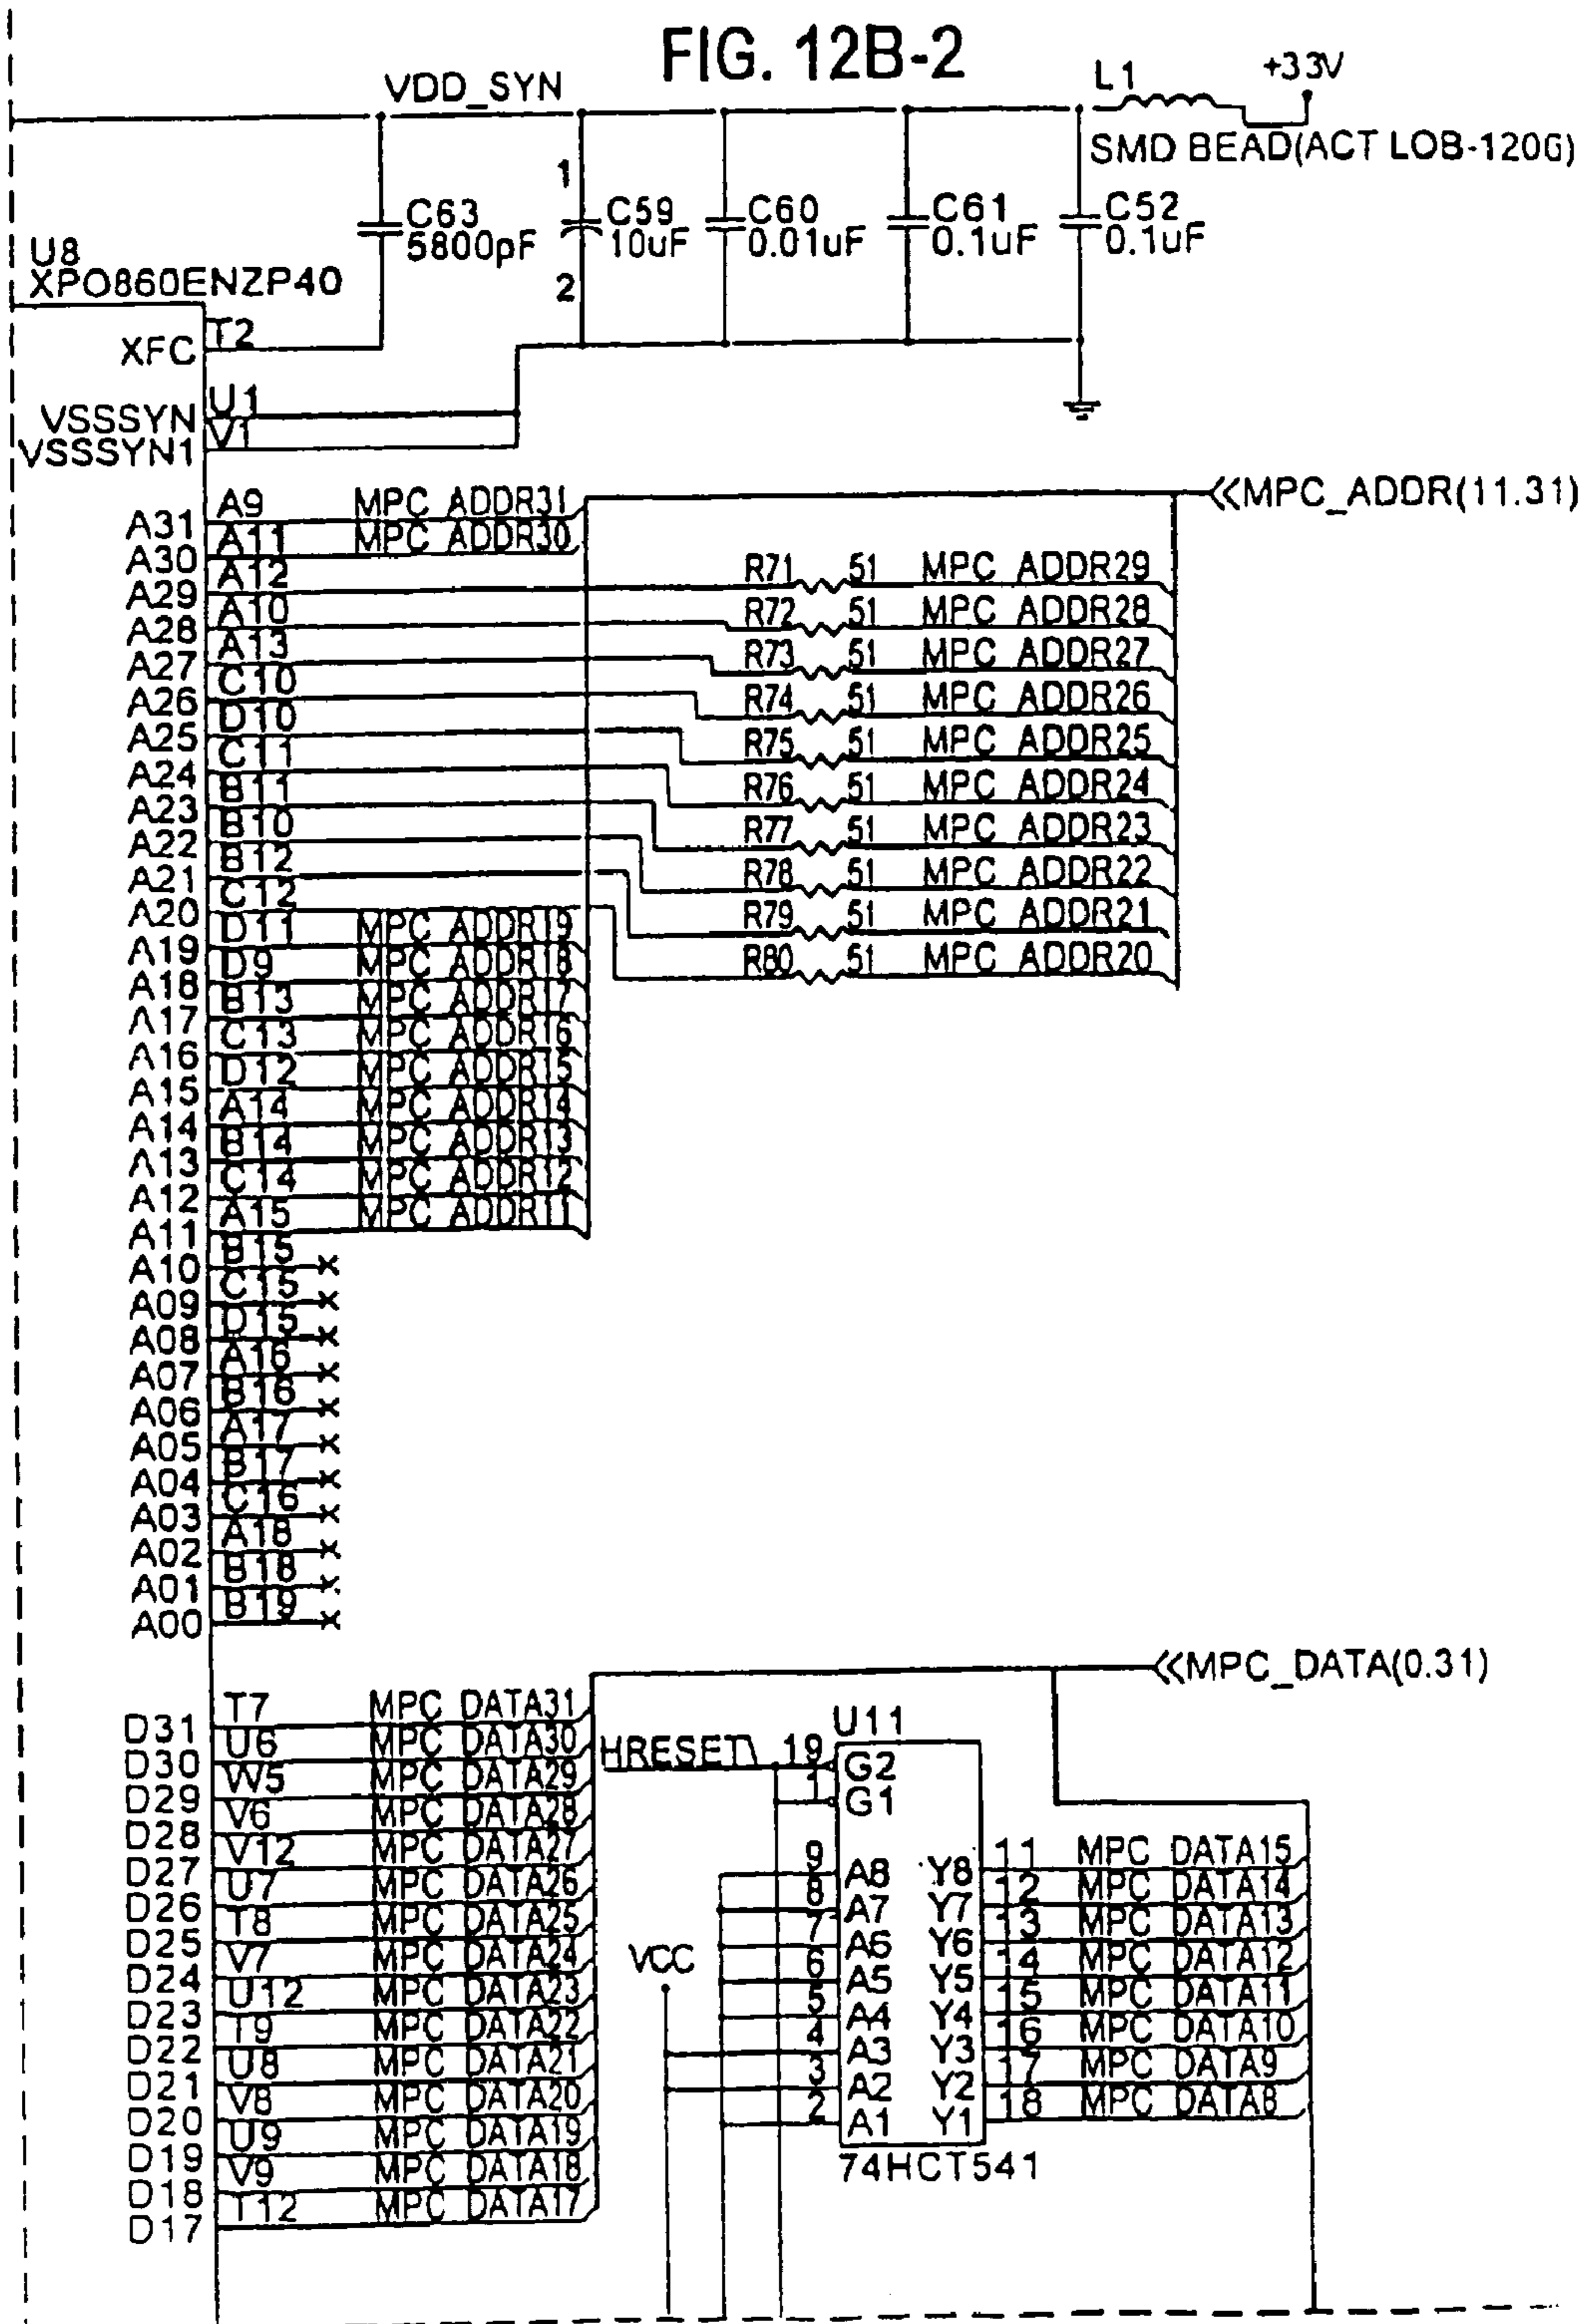 FIG. 12B-2
VDD_SYN
L1
+33V
SMD BEAD(ACT LOB-120G)
C63
5800pF
1
C59
10uF
2
C60
0.01uF
C61
0.1uF
C52
0.1uF
U8
XPO860ENZP40
XFC T2
VSSSYN U1
VSSSYN1 V1
<<MPC_ADDR(11.31)
A31 A9 MPC ADDR31
A30 A11 MPC ADDR30
A29 A12 R71 51 MPC ADDR29
A28 A10 R72 51 MPC ADDR28
A27 A13 R73 51 MPC ADDR27
A26 C10 R74 51 MPC ADDR26
A25 D10 R75 51 MPC ADDR25
A24 C11 R76 51 MPC ADDR24
A23 B11 R77 51 MPC ADDR23
A22 B10 R78 51 MPC ADDR22
A21 B12 R79 51 MPC ADDR21
A20 C12 R80 51 MPC ADDR20
A19 D11 MPC ADDR19
A18 D9 MPC ADDR18
A17 B13 MPC ADDR17
A16 C13 MPC ADDR16
A15 D12 MPC ADDR15
A14 A14 MPC ADDR14
A13 B14 MPC ADDR13
A12 C14 MPC ADDR12
A11 A15 MPC ADDR11
A10 B15
A09 C15
A08 D15
A07 A16
A06 B16
A05 A17
A04 B17
A03 C16
A02 A18
A01 B18
A00 B19
<<MPC_DATA(0.31)
D31 T7 MPC DATA31
D30 U6 MPC DATA30
D29 W5 MPC DATA29
D28 V6 MPC DATA28
D27 V12 MPC DATA27
D26 U7 MPC DATA26
D25 T8 MPC DATA25
D24 V7 MPC DATA24
D23 U12 MPC DATA23
D22 T9 MPC DATA22
D21 U8 MPC DATA21
D20 V8 MPC DATA20
D19 U9 MPC DATA19
D18 V9 MPC DATA18
D17 T12 MPC DATA17
U11
HRESET\ 19 G2
1 G1
VCC
9 A8 Y8 11 MPC DATA15
8 A7 Y7 12 MPC DATA14
7 A6 Y6 13 MPC DATA13
6 A5 Y5 14 MPC DATA12
5 A4 Y4 15 MPC DATA11
4 A3 Y3 16 MPC DATA10
3 A2 Y2 17 MPC DATA9
2 A1 Y1 18 MPC DATA8
74HCT541